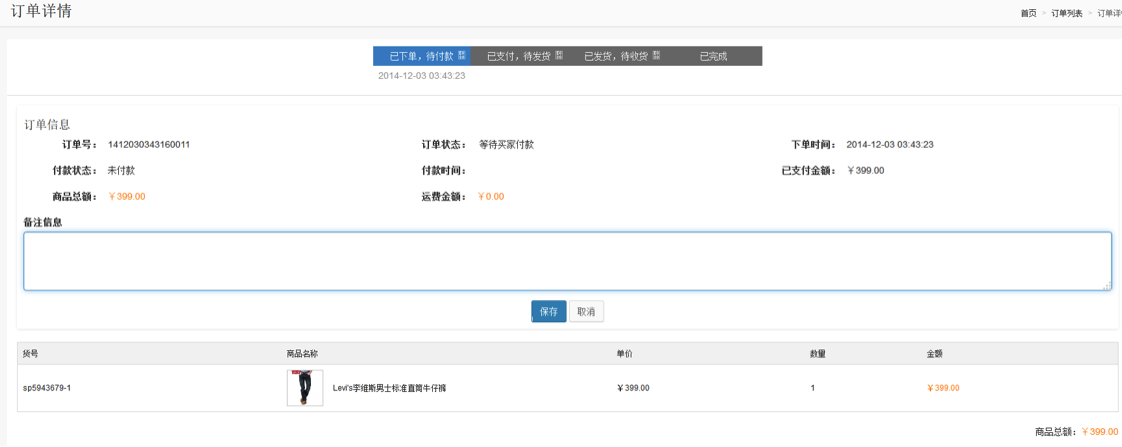 订单详情
首页 > 订单列表 > 订单详
已下单，待付款 已支付，待发货 已发货，待收货 已完成
2014-12-03 03:43:23
订单信息
订单号： 1412030343160011 订单状态： 等待买家付款 下单时间： 2014-12-03 03:43:23
付款状态： 未付款 付款时间： 已支付金额： ￥399.00
商品总额： ￥399.00 运费金额： ￥0.00
备注信息
保存 取消
货号 商品名称 单价 数量 金额
sp5943679-1 Levi's李维斯男士标准直筒牛仔裤 ￥399.00 1 ￥399.00
商品总额：￥399.00